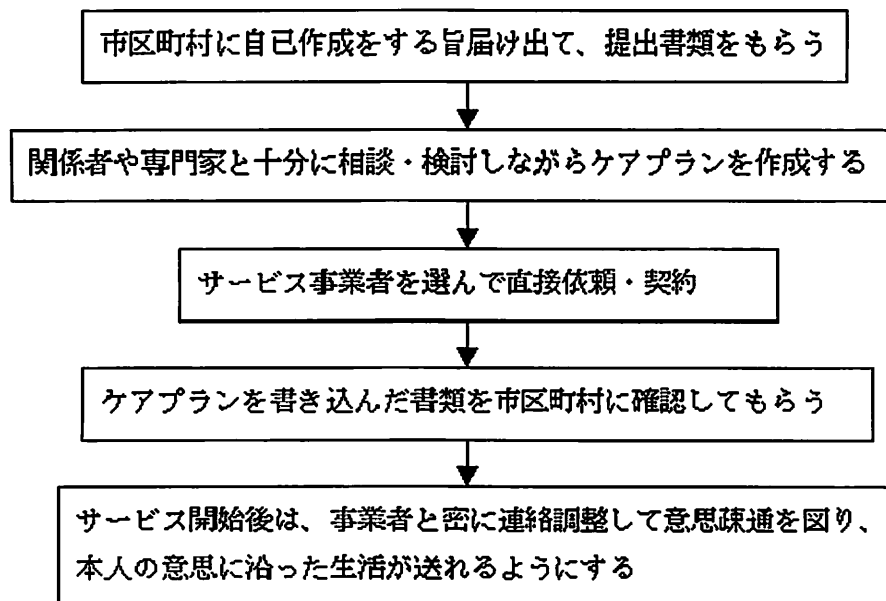 市区町村に自己作成をする旨届け出て、提出書類をもらう
関係者や専門家と十分に相談・検討しながらケアプランを作成する
サービス事業者を選んで直接依頼・契約
ケアプランを書き込んだ書類を市区町村に確認してもらう
サービス開始後は、事業者と密に連絡調整して意思疎通を図り、
本人の意思に沿った生活が送れるようにする